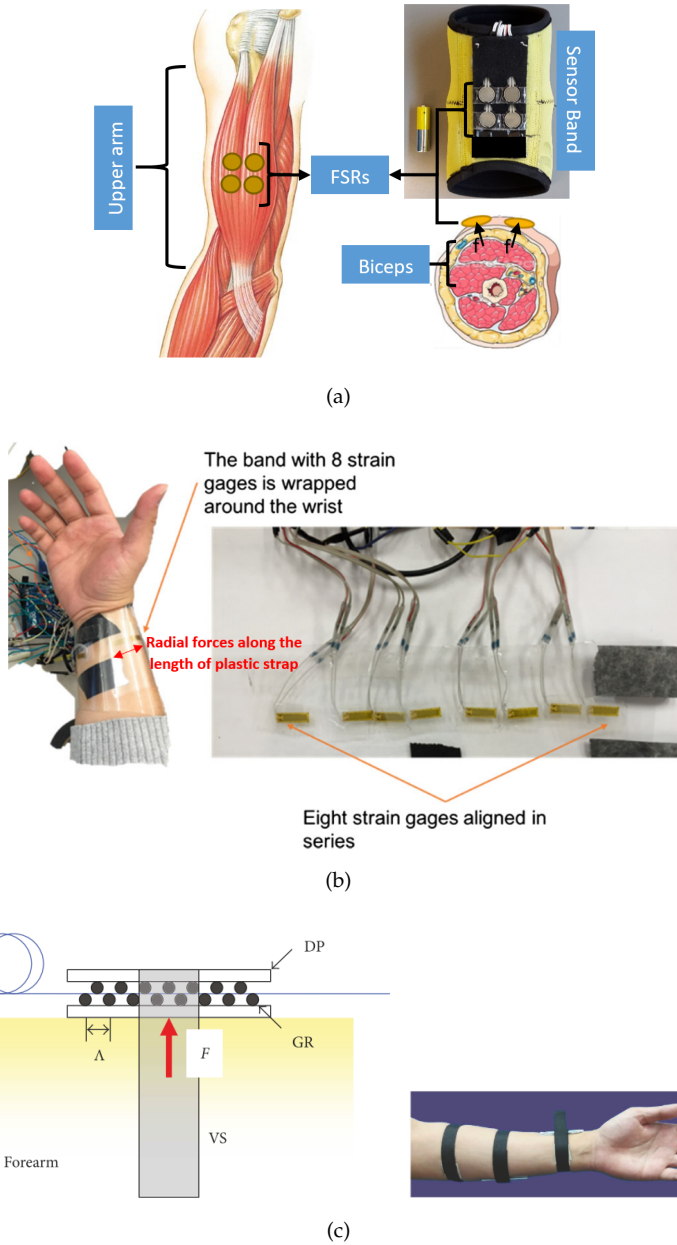 Upper arm
FSRs
Sensor Band
f
f
Biceps
(a)
The band with 8 strain
gages is wrapped
around the wrist
Radial forces along the
length of plastic strap
Eight strain gages aligned in
series
(b)
DP
GR
Λ
F
VS
Forearm
(c)